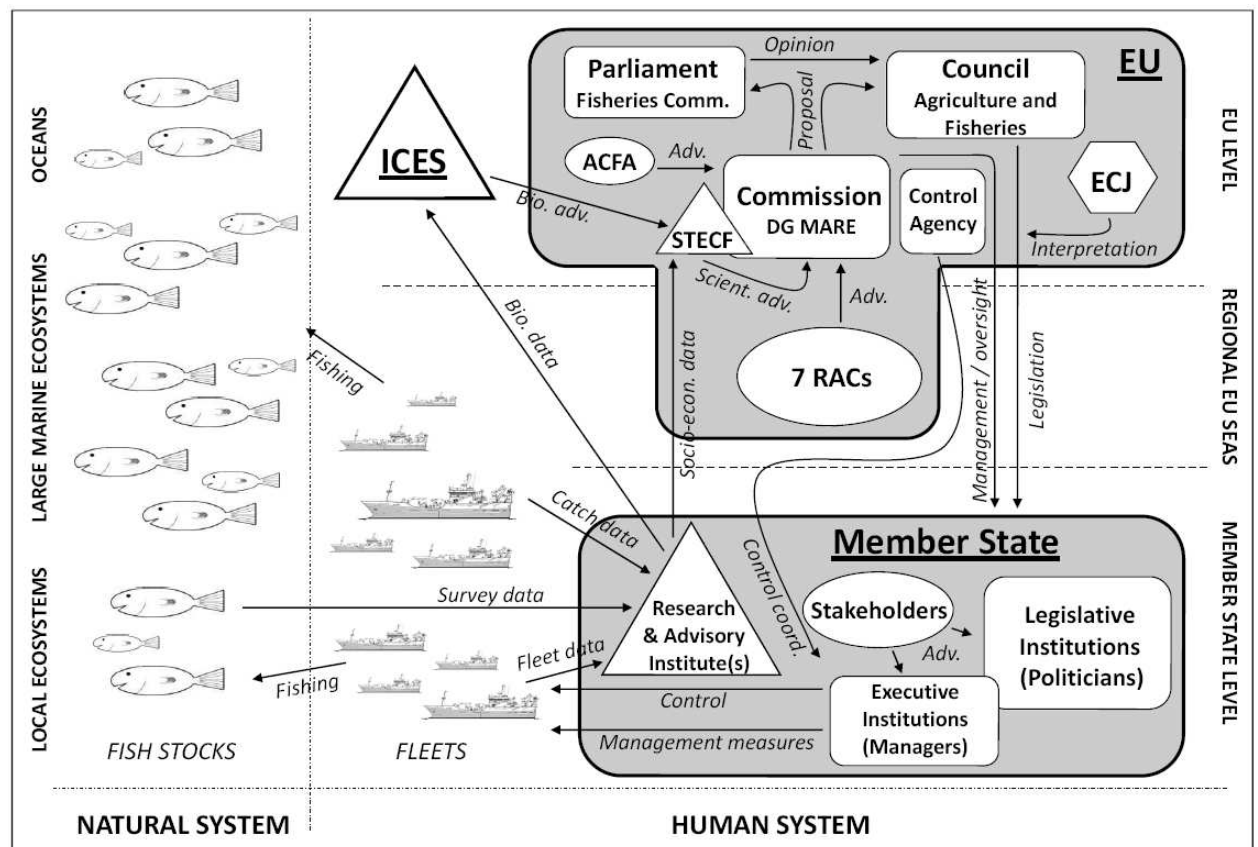 EU
Parliament
Fisheries Comm.
Opinion
Council
Agriculture and
Fisheries
Proposal
ACFA
Adv.
Commission
DG MARE
Control
Agency
ECJ
Interpretation
ICES
Bio. adv.
STECF
Scient. adv.
Adv.
7 RACs
Bio. data
Socio-econ. data
Management / oversight
Legislation
Fishing
Catch data
Survey data
Fleet data
Fishing
Member State
Research
& Advisory
Institute(s)
Control coord.
Stakeholders
Adv.
Legislative
Institutions
(Politicians)
Executive
Institutions
(Managers)
Control
Management measures
OCEANS
LARGE MARINE ECOSYSTEMS
LOCAL ECOSYSTEMS
EU LEVEL
REGIONAL EU SEAS
MEMBER STATE LEVEL
FISH STOCKS
FLEETS
NATURAL SYSTEM
HUMAN SYSTEM